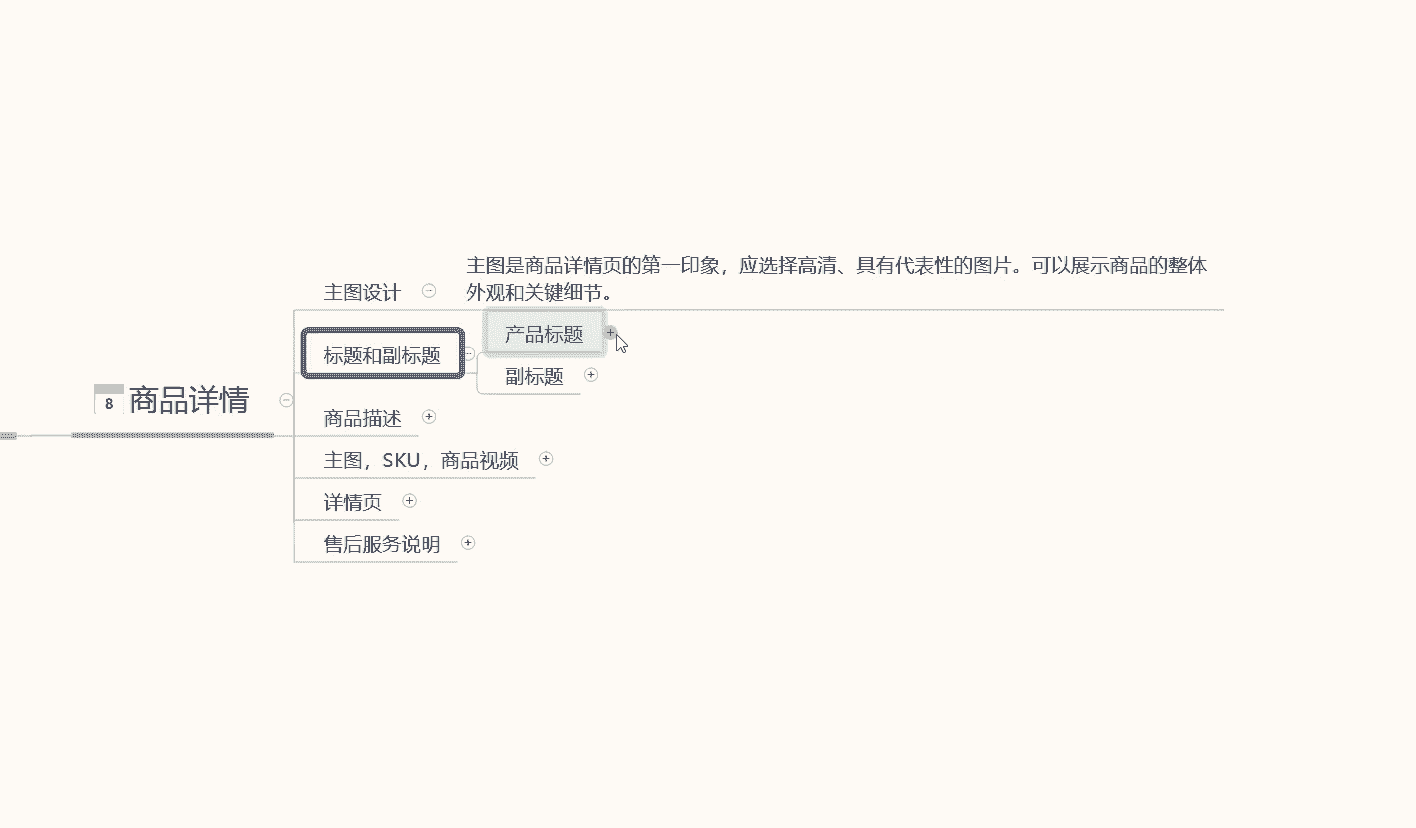 主图是商品详情页的第一印象，应选择高清、具有代表性的图片。可以展示商品的整体
外观和关键细节。
主图设计
产品标题
标题和副标题
副标题
8 商品详情
商品描述
主图，SKU，商品视频
详情页
售后服务说明